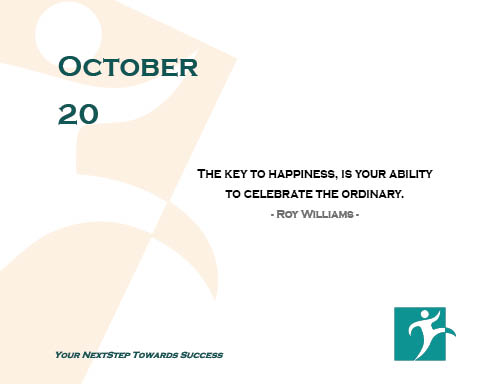 October
20
The key to happiness, is your ability
to celebrate the ordinary.
- Roy Williams -
Your NextStep Towards Success